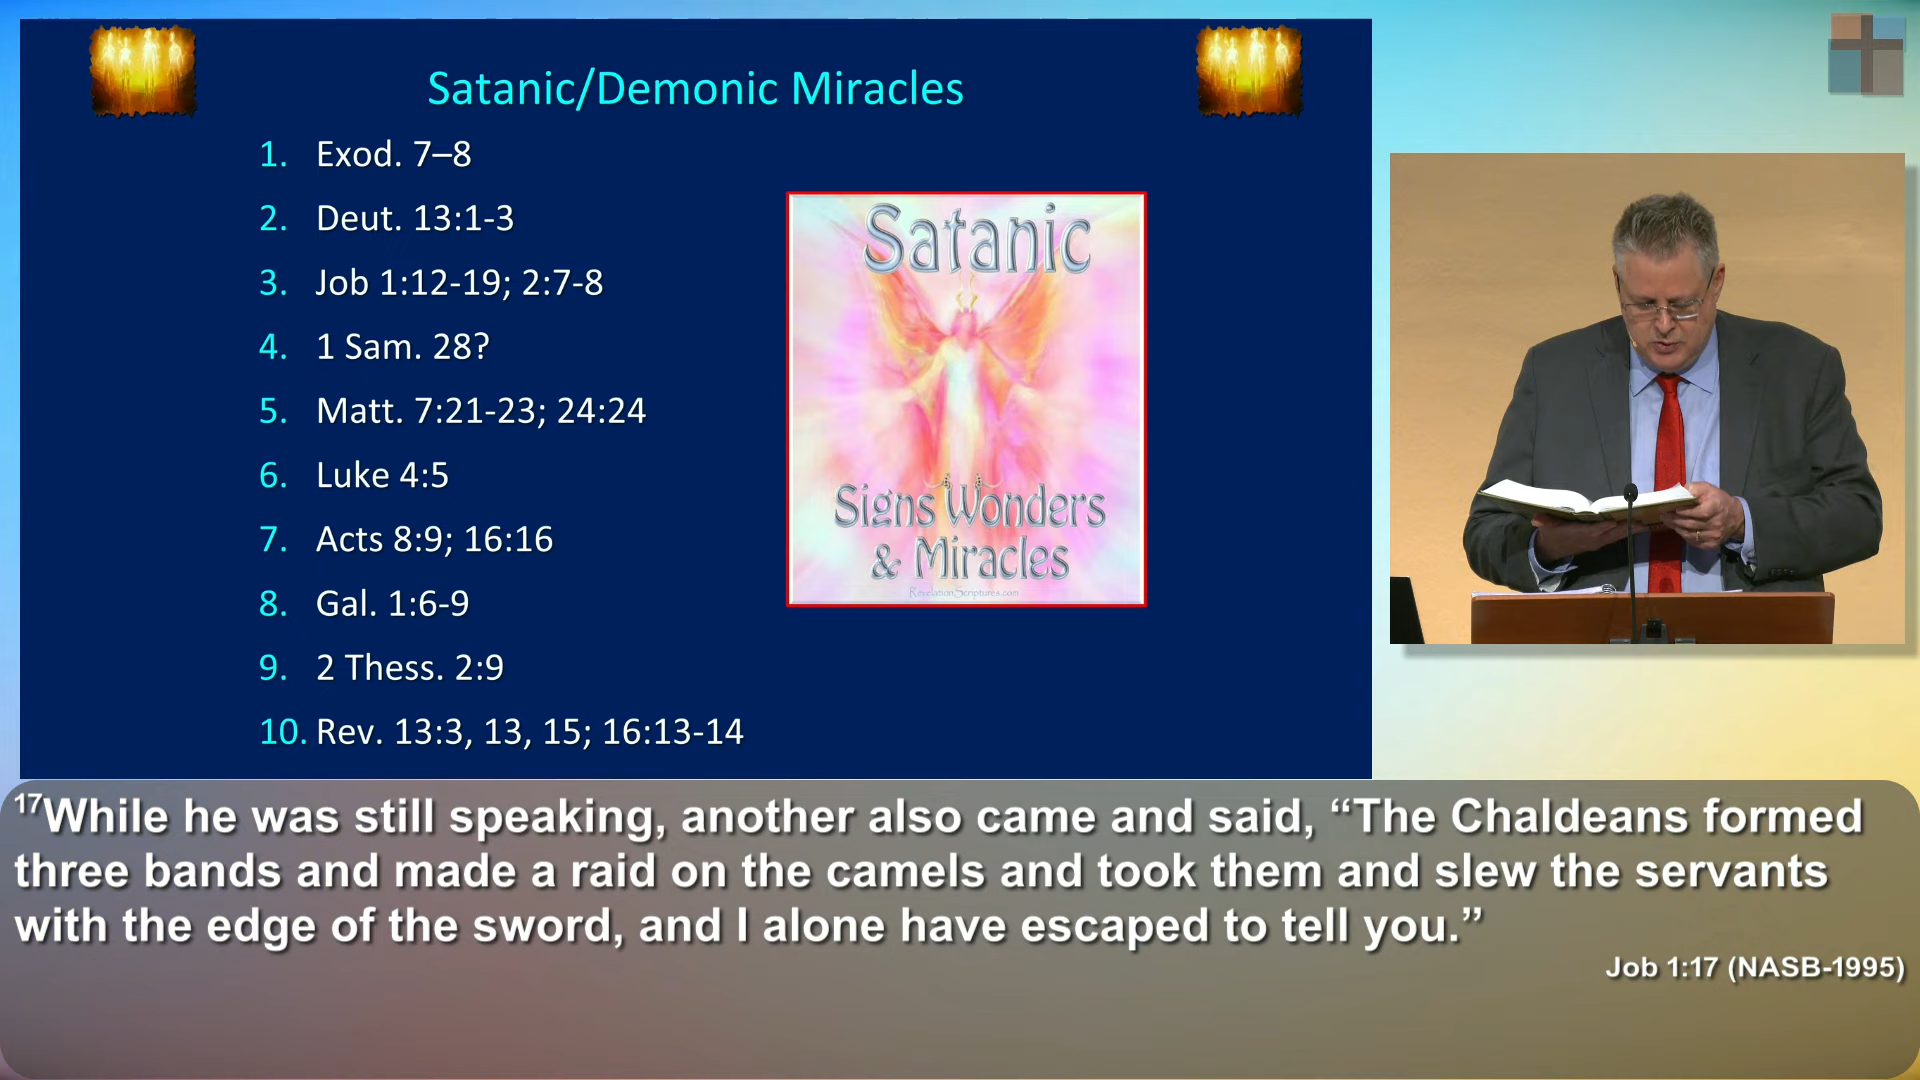 Satanic/Demonic Miracles
1. Exod. 7–8
2. Deut. 13:1-3
3. Job 1:12-19; 2:7-8
4. 1 Sam. 28?
5. Matt. 7:21-23; 24:24
6. Luke 4:5
7. Acts 8:9; 16:16
8. Gal. 1:6-9
9. 2 Thess. 2:9
10. Rev. 13:3, 13, 15; 16:13-14
Satanic
Signs Wonders
& Miracles
RevelationScriptures.com
17While he was still speaking, another also came and said, “The Chaldeans formed
three bands and made a raid on the camels and took them and slew the servants
with the edge of the sword, and I alone have escaped to tell you.”
Job 1:17 (NASB-1995)